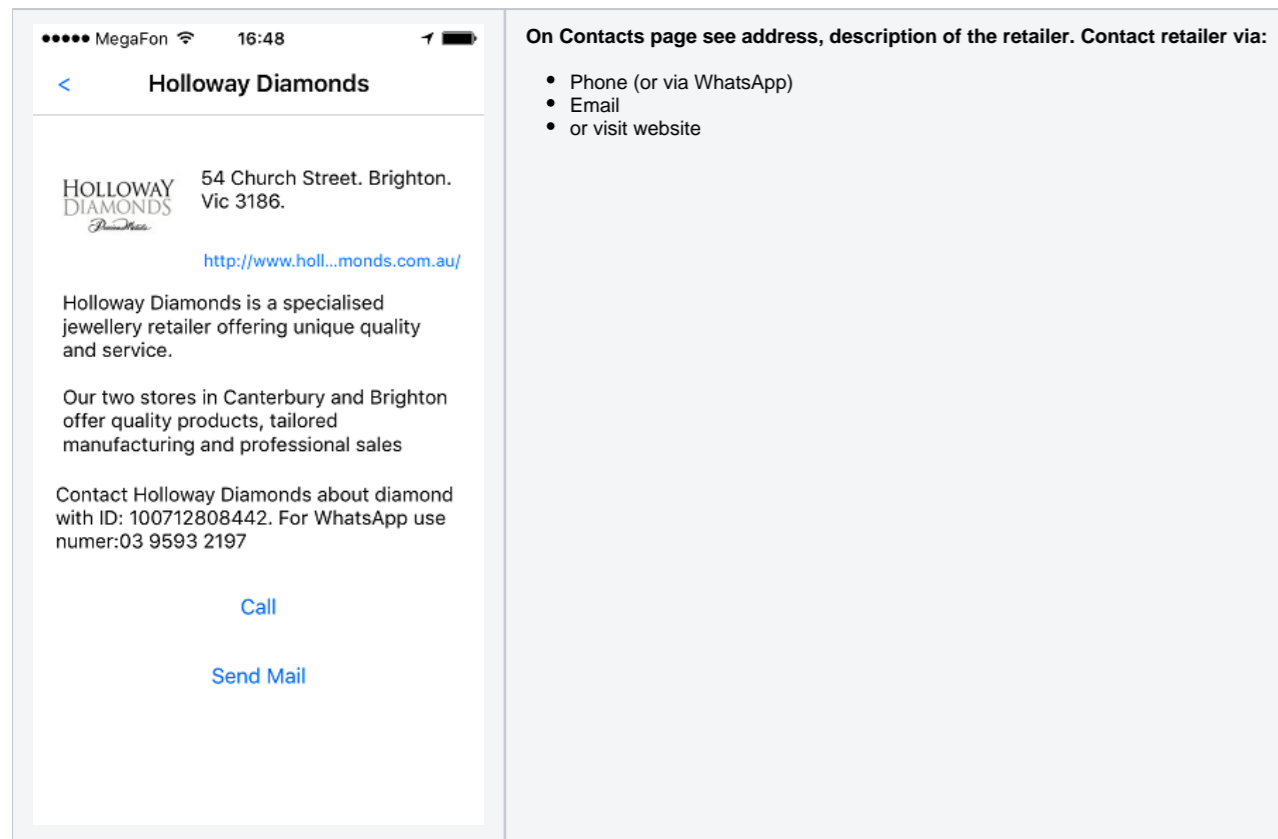 MegaFon 16:48
< Holloway Diamonds
HOLLOWAY
DIAMONDS
54 Church Street. Brighton.
Vic 3186.
http://www.holl...monds.com.au/
Holloway Diamonds is a specialised
jewellery retailer offering unique quality
and service.
Our two stores in Canterbury and Brighton
offer quality products, tailored
manufacturing and professional sales
Contact Holloway Diamonds about diamond
with ID: 100712808442. For WhatsApp use
numer:03 9593 2197
Call
Send Mail
On Contacts page see address, description of the retailer. Contact retailer via:
• Phone (or via WhatsApp)
• Email
• or visit website